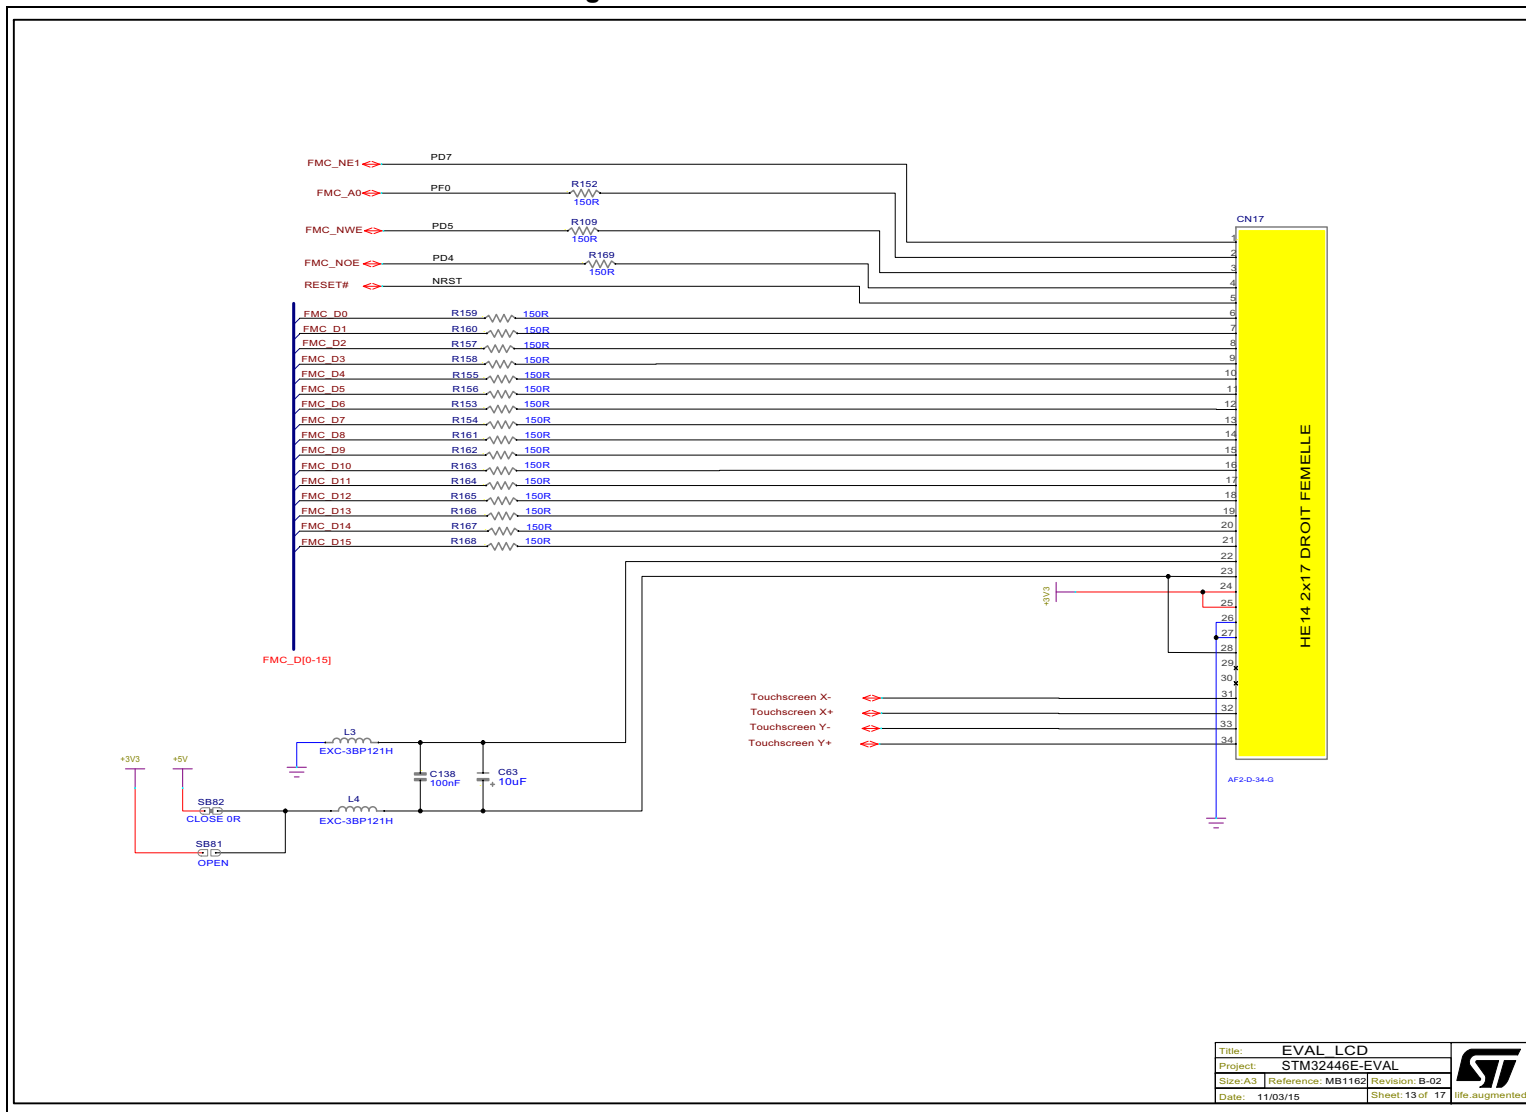 FMC_NE1 PD7
FMC_A0 PF0 R152
150R
FMC_NWE PD5 R109
150R
FMC_NOE PD4 R169
150R
RESET# NRST
FMC_D0 R159 150R
FMC_D1 R160 150R
FMC_D2 R157 150R
FMC_D3 R158 150R
FMC_D4 R155 150R
FMC_D5 R156 150R
FMC_D6 R153 150R
FMC_D7 R154 150R
FMC_D8 R161 150R
FMC_D9 R162 150R
FMC_D10 R163 150R
FMC_D11 R164 150R
FMC_D12 R165 150R
FMC_D13 R166 150R
FMC_D14 R167 150R
FMC_D15 R168 150R
FMC_D[0-15]
CN17
1
2
3
4
5
6
7
8
9
10
11
12
13
14
15
16
17
18
19
20
21
22
23
24
25
26
27
28
29
30
31
32
33
34
HE14 2x17 DROIT FEMELLE
AF2-D-34-G
+3V3
Touchscreen X-
Touchscreen X+
Touchscreen Y-
Touchscreen Y+
L3
EXC-3BP121H
+3V3 +5V
C138
100nF
C63
+ 10uF
SB82
CLOSE 0R
L4
EXC-3BP121H
SB81
OPEN
Title: EVAL_LCD
Project: STM32446E-EVAL
Size:A3 Reference: MB1162 Revision: B-02
Date: 11/03/15 Sheet: 13 of 17
ST
life.augmented